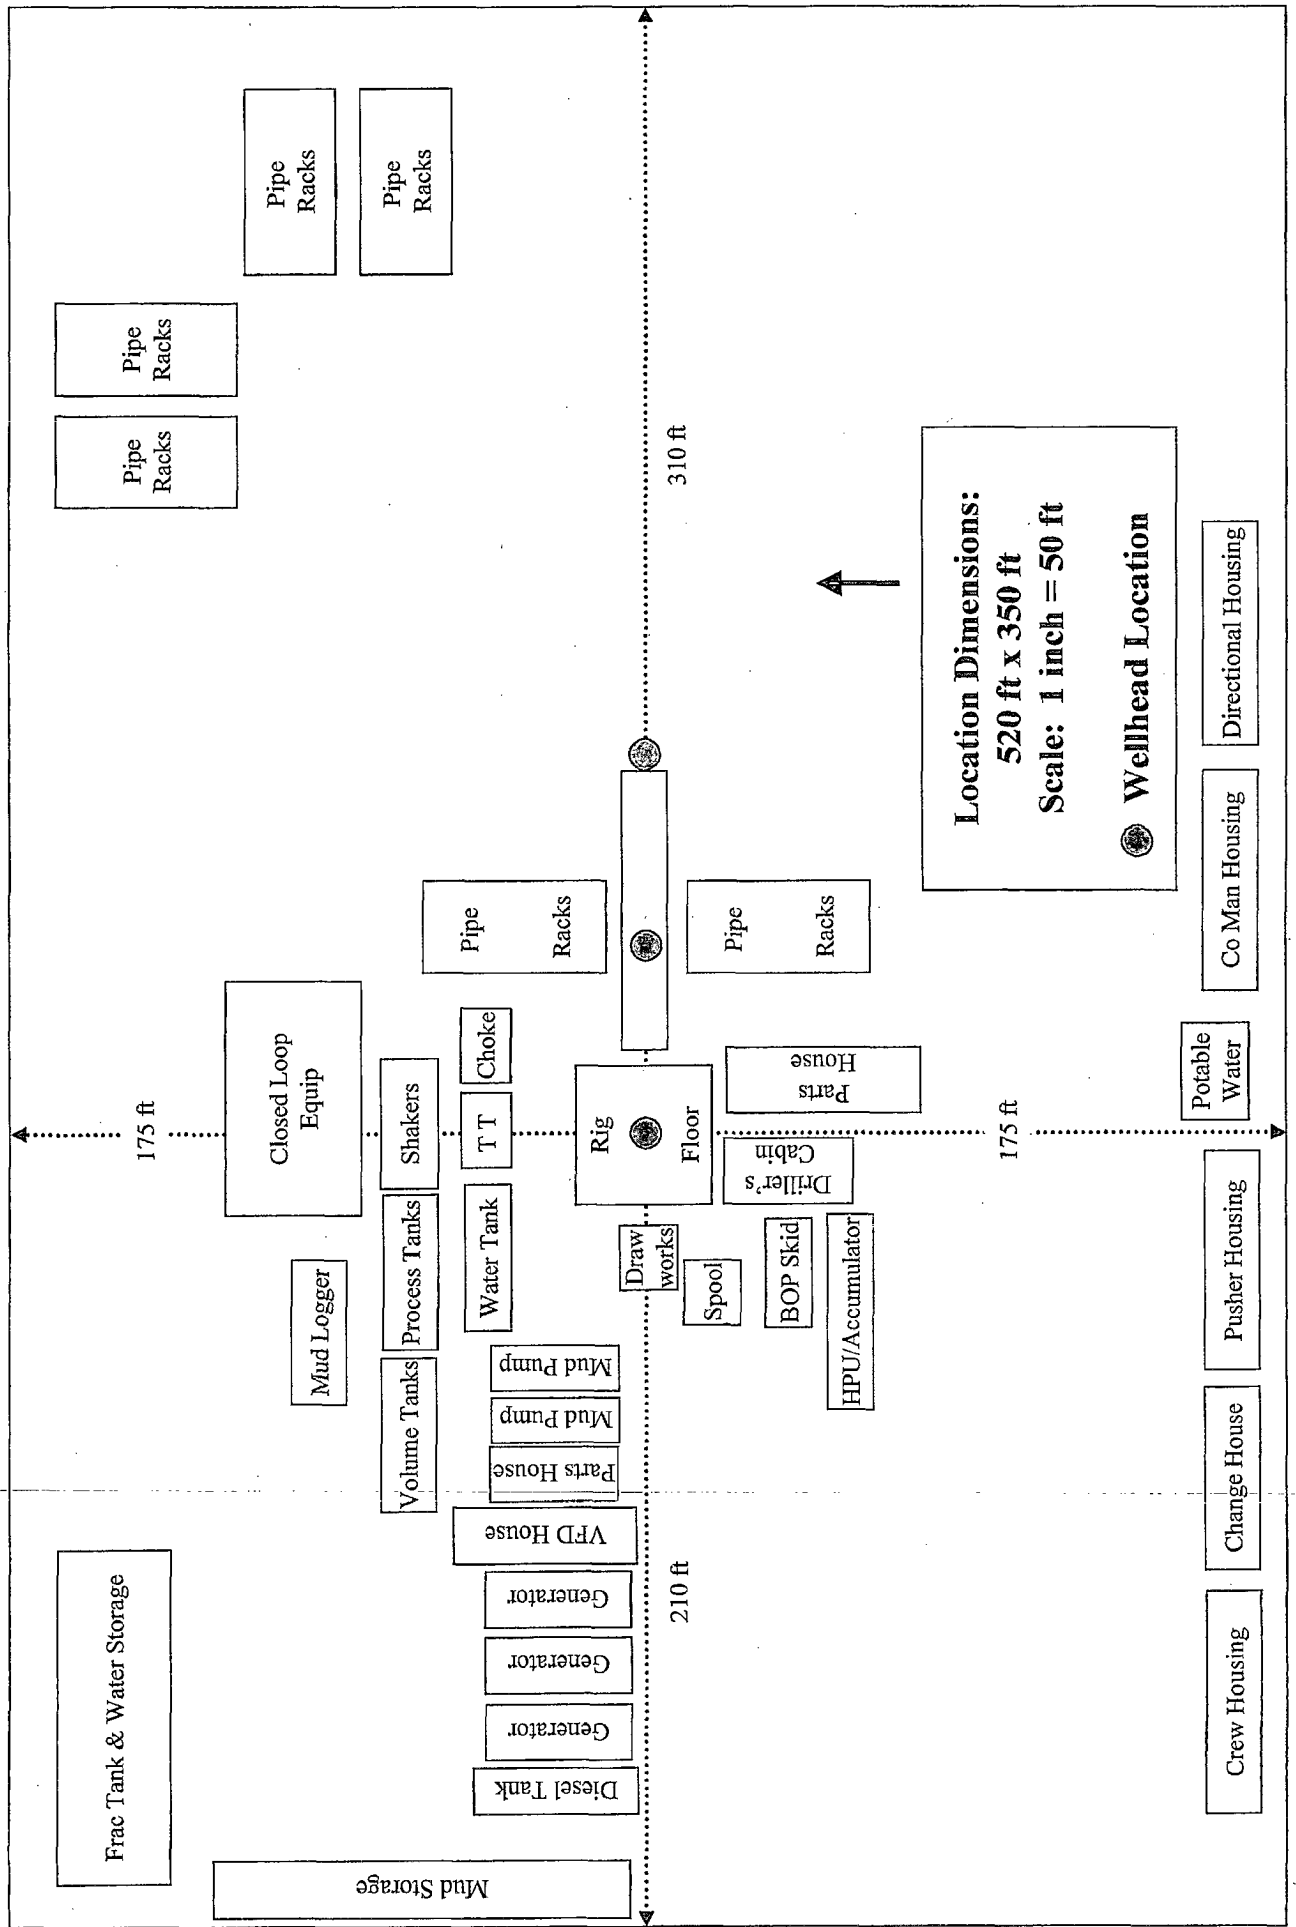 Frac Tank & Water Storage
175 ft
Pipe
Racks
Pipe
Racks
Pipe
Racks
Pipe
Racks
Closed Loop
Equip
Mud Logger
Volume Tanks
Process Tanks
Shakers
Mud Storage
Diesel Tank
Generator
Generator
Generator
VFD House
Parts House
Mud Pump
Mud Pump
Water Tank
T T
Choke
Pipe
Racks
Rig
Floor
Draw
works
210 ft
310 ft
Spool
BOP Skid
HPU/Accumulator
Driller's
Cabin
Parts
House
Pipe
Racks
175 ft
Location Dimensions:
520 ft x 350 ft
Scale: 1 inch = 50 ft
Wellhead Location
Crew Housing
Change House
Pusher Housing
Potable
Water
Co Man Housing
Directional Housing